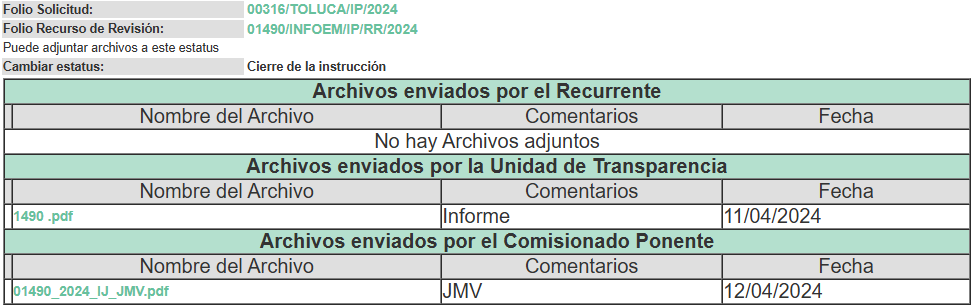 Folio Solicitud: 00316/TOLUCA/IP/2024
Folio Recurso de Revisión: 01490/INFOEM/IP/RR/2024
Puede adjuntar archivos a este estatus
Cambiar estatus: Cierre de la instrucción
Archivos enviados por el Recurrente
Nombre del Archivo Comentarios Fecha
No hay Archivos adjuntos
Archivos enviados por la Unidad de Transparencia
Nombre del Archivo Comentarios Fecha
1490 .pdf Informe 11/04/2024
Archivos enviados por el Comisionado Ponente
Nombre del Archivo Comentarios Fecha
01490_2024_IJ_JMV.pdf JMV 12/04/2024